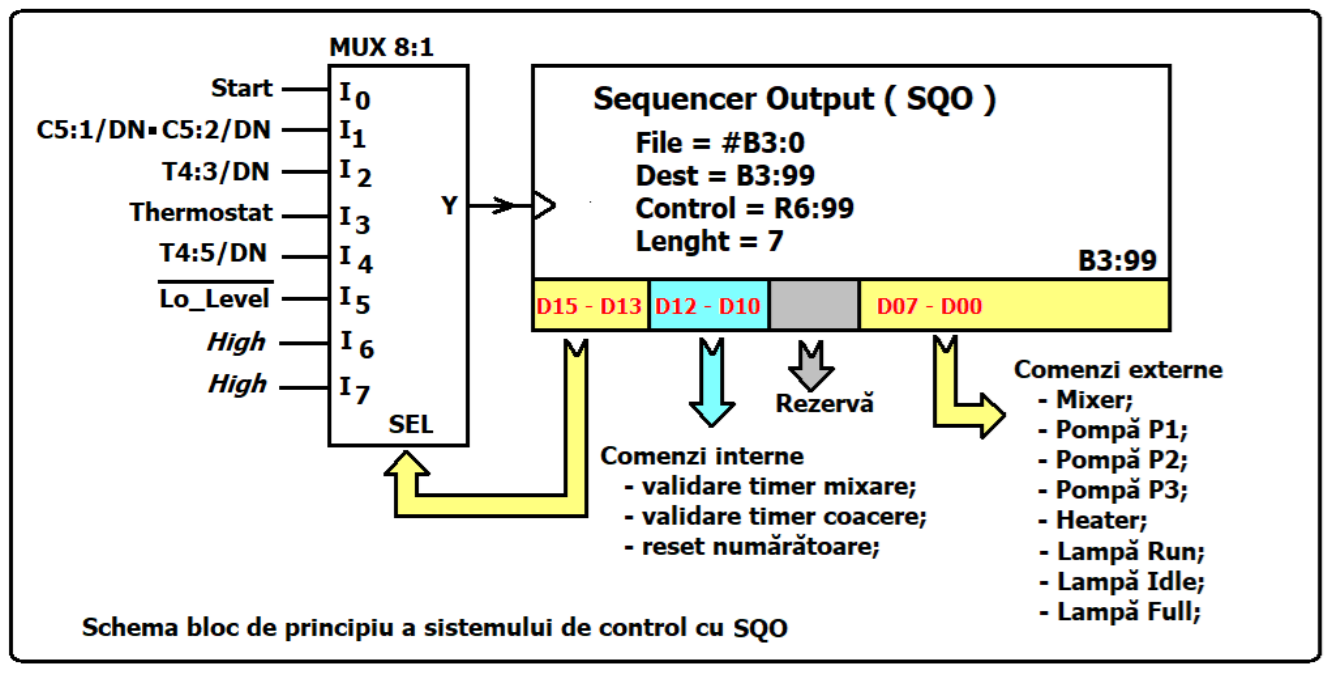 MUX 8:1
Start
I0
C5:1/DN▪C5:2/DN
I1
T4:3/DN
I2
Thermostat
I3
T4:5/DN
I4
Lo_Level
I5
High
I6
High
I7
Y
SEL
Sequencer Output ( SQO )
File = #B3:0
Dest = B3:99
Control = R6:99
Lenght = 7
B3:99
D15 - D13
D12 - D10
D07 - D00
Rezervă
Comenzi interne
- validare timer mixare;
- validare timer coacere;
- reset numărătoare;
Comenzi externe
- Mixer;
- Pompă P1;
- Pompă P2;
- Pompă P3;
- Heater;
- Lampă Run;
- Lampă Idle;
- Lampă Full;
Schema bloc de principiu a sistemului de control cu SQO